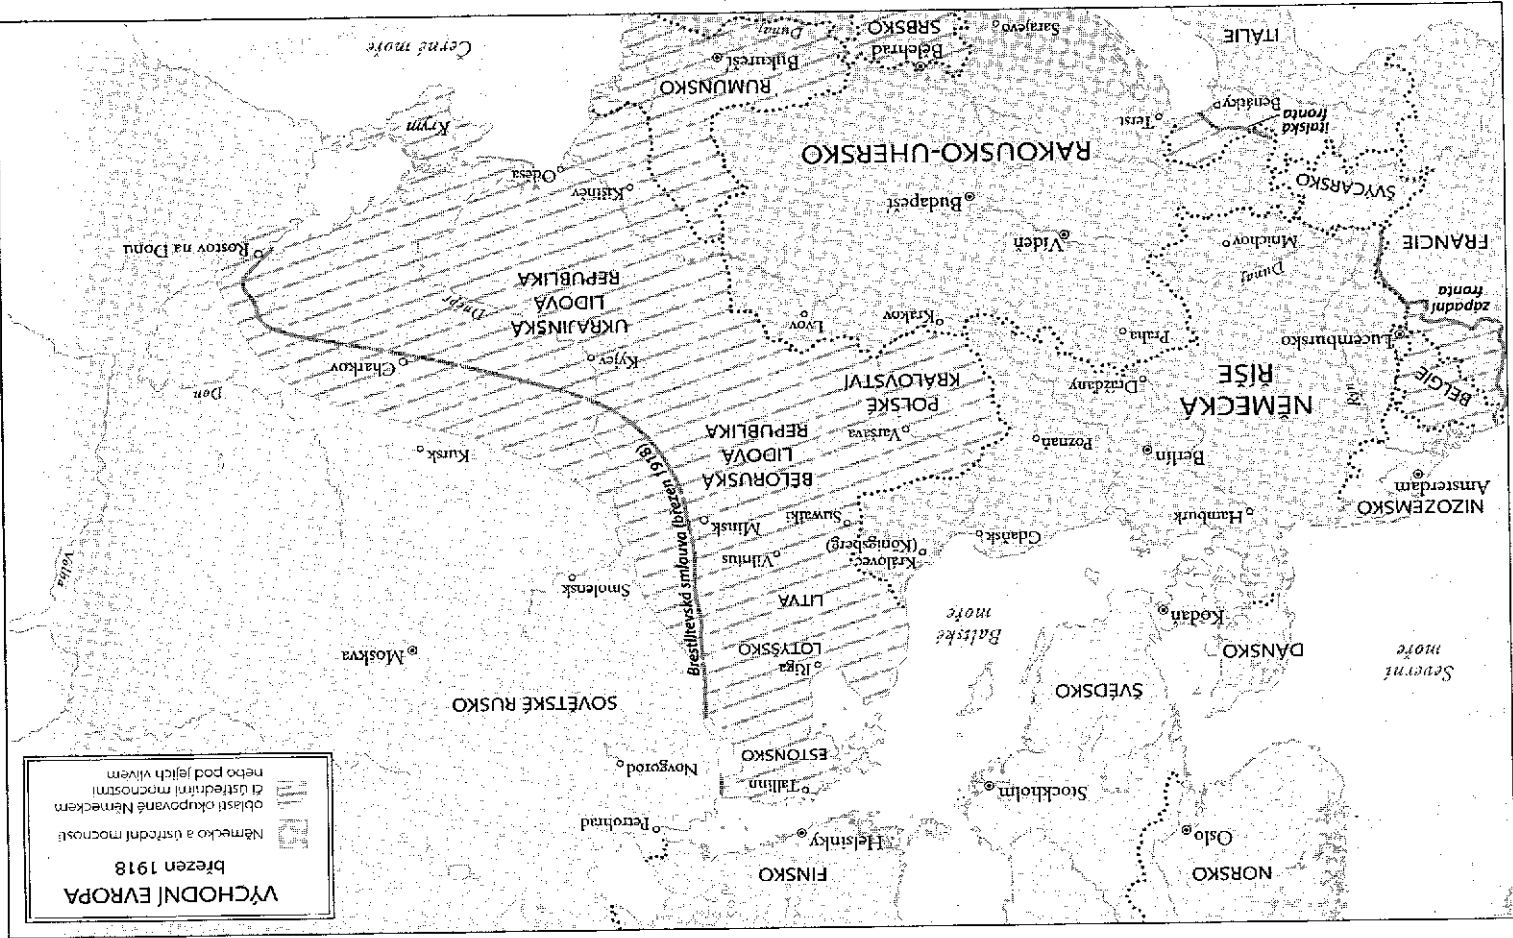 VÝCHODNÍ EVROPA
březen 1918
Německo a ústřední mocnosti
oblasti okupované Německem
či ústředními mocnostmi
nebo pod jejich vlivem
NORSKO
Oslo
Stockholm
FINSKO
Helsinky
Petrohrad
Tallinn
ESTONSKO
Novgorod
ŠVÉDSKO
SOVĚTSKÉ RUSKO
Severní
moře
DÁNSKO
Kodaň
Baltské
moře
Riga
LOTYŠSKO
LITVA
Moskva
Smolensk
Volha
Brestlitevská smlouva (březen 1918)
Vilnius
Minsk
Suwalki
Královec
(Königsberg)
Gdaňsk
Hamburk
NIZOZEMSKO
Amsterdam
Berlín
Poznaň
BĚLORUSKÁ
LIDOVÁ
REPUBLIKA
Varšava
POLSKÉ
KRÁLOVSTVÍ
Kursk
Don
BELGIE
Rýn
NĚMECKÁ
ŘÍŠE
Drážďany
Praha
Lucembursko
Krakov
Lvov
Kyjev
Charkov
UKRAJINSKÁ
LIDOVÁ
REPUBLIKA
Dněpr
Rostov na Donu
západní
fronta
FRANCIE
Dunaj
Mnichov
Vídeň
Budapešť
ŠVÝCARSKO
RAKOUSKO-UHERSKO
Kišiněv
Oděsa
Krym
italská
fronta
Benátky
Terst
ITÁLIE
Sarajevo
Bělehrad
SRBSKO
RUMUNSKO
Bukurešť
Dunaj
Černé moře